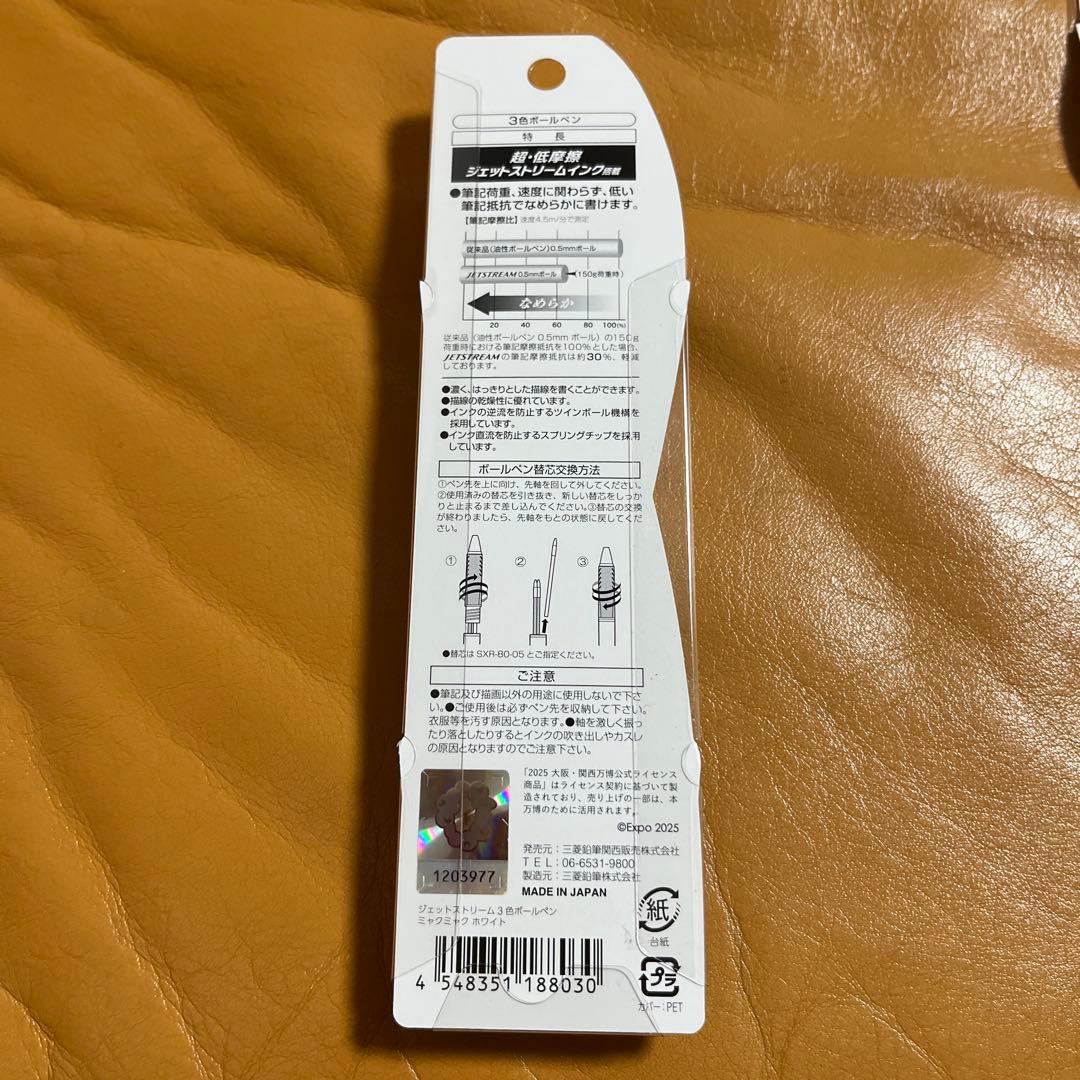 3色ボールペン
特 長
超・低摩擦
ジェットストリームインク搭載
●筆記荷重、速度に関わらず、低い
筆記抵抗でなめらかに書けます。
【筆記摩擦比】速度4.5m/分で測定
従来品(油性ボールペン)0.5mmボール
JETSTREAM 0.5mmボール (150g荷重時)
なめらか
20 40 60 80 100(%)
従来品(油性ボールペン 0.5mm ボール)の150g
荷重時における筆記摩擦抵抗を100%とした場合、
JETSTREAMの筆記摩擦抵抗は約30%、軽減
しております。
●濃く、はっきりとした描線を書くことができます。
●描線の乾燥性に優れています。
●インクの逆流を防止するツインボール機構を
採用しています。
●インク直流を防止するスプリングチップを採用
しています。
ボールペン替芯交換方法
①ペン先を上に向け、先軸を回して外してください。
②使用済みの替芯を引き抜き、新しい替芯をしっか
りと止まるまで差し込んでください。③替芯の交換
が終わりましたら、先軸をもとの状態に戻してくだ
さい。
① ② ③
●替芯は SXR-80-05 とご指定ください。
ご注意
●筆記及び描画以外の用途に使用しないで下さ
い。●ご使用後は必ずペン先を収納して下さい。
衣服等を汚す原因となります。●軸を激しく振っ
たり落としたりするとインクの吹き出しやカスレ
の原因となりますのでご注意下さい。
「2025 大阪・関西万博公式ライセンス
商品」はライセンス契約に基づいて製
造されており、売り上げの一部は、本
万博のために活用されます。
©Expo 2025
発売元:三菱鉛筆関西販売株式会社
TEL:06-6531-9800
製造元:三菱鉛筆株式会社
MADE IN JAPAN
1203977
ジェットストリーム3色ボールペン
ミャクミャク ホワイト
紙
台紙
4 548351 188030
プラ
カバー:PET